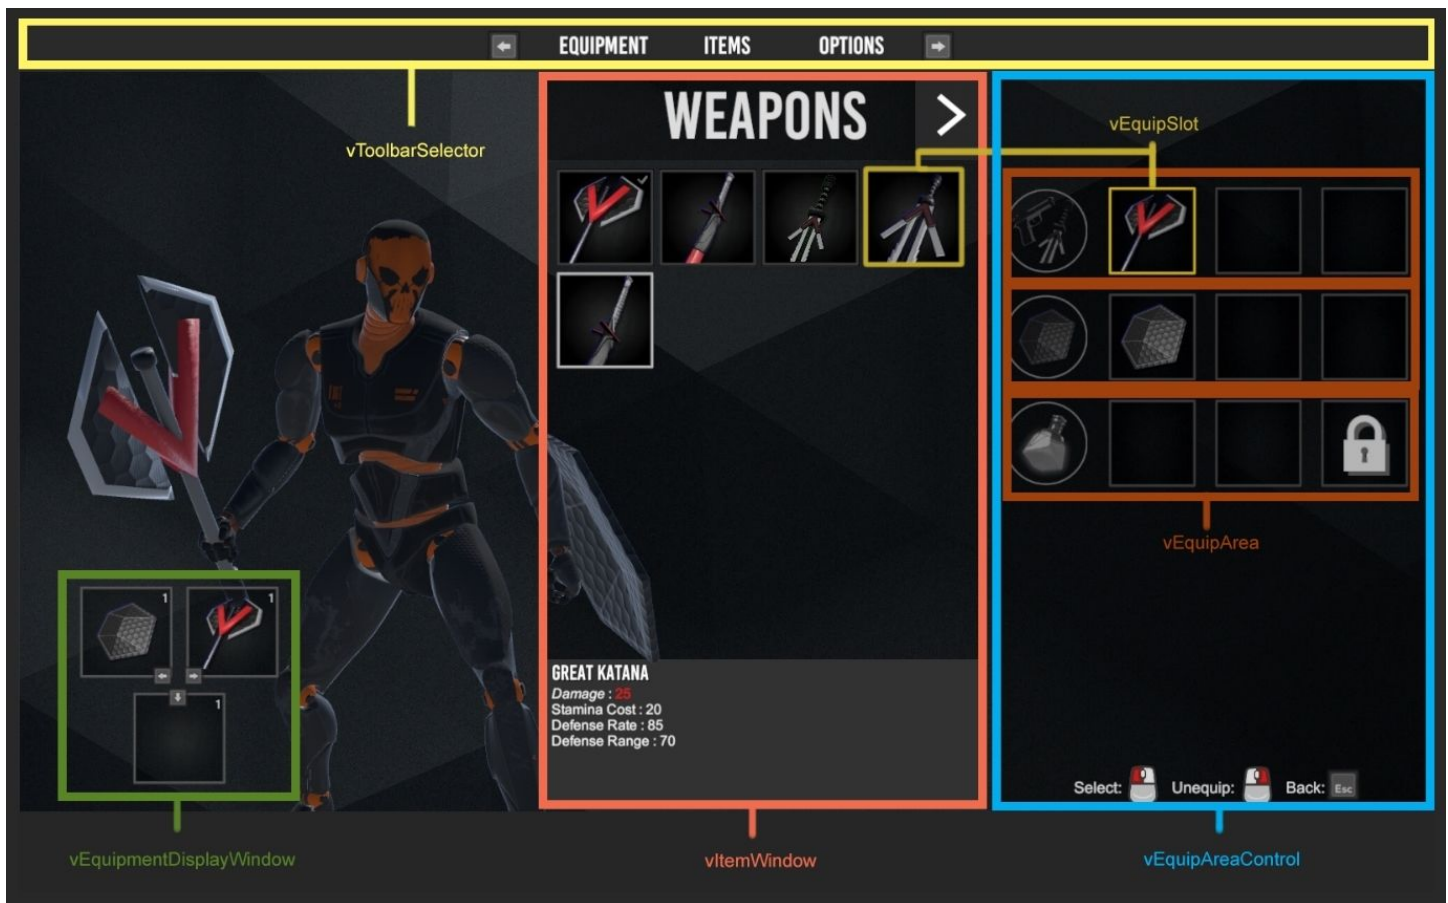 EQUIPMENT ITEMS OPTIONS
vToolbarSelector
WEAPONS
vEquipSlot
vEquipArea
1
1
1
GREAT KATANA
Damage : 25
Stamina Cost : 20
Defense Rate : 85
Defense Range : 70
Select: Unequip: Back: Esc
vEquipmentDisplayWindow
vItemWindow
vEquipAreaControl